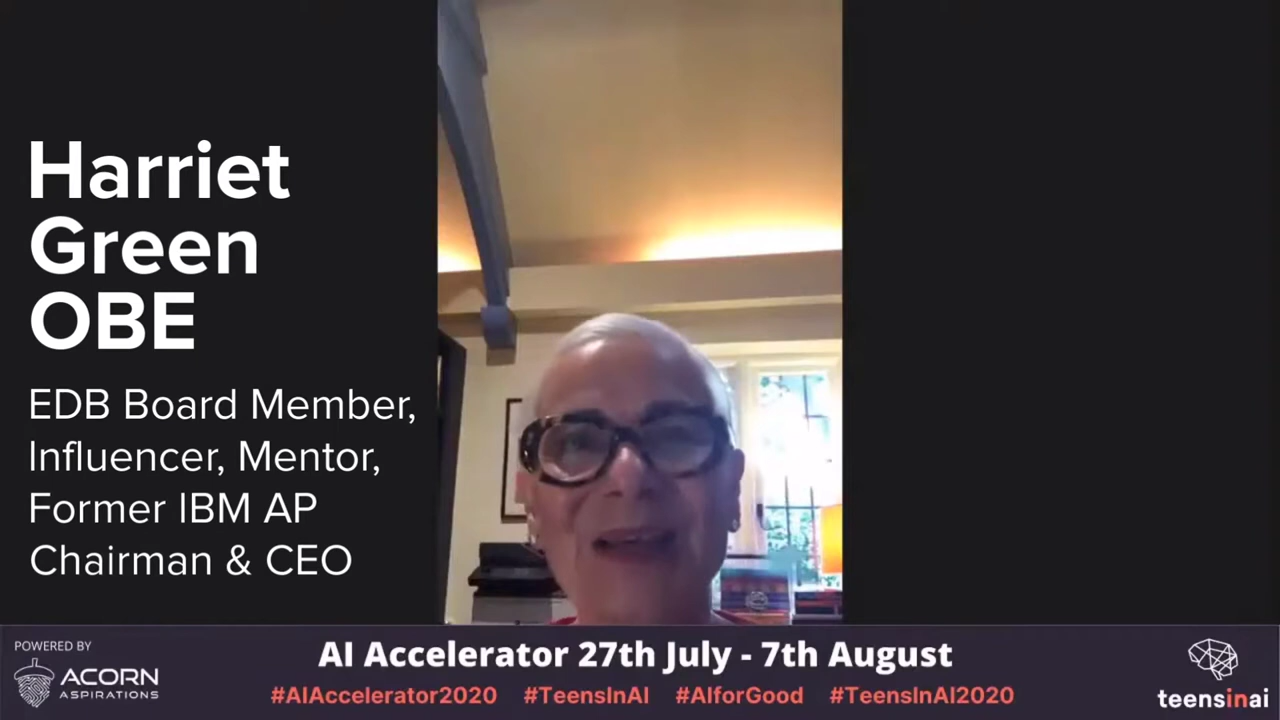 Harriet
Green
OBE
EDB Board Member,
Influencer, Mentor,
Former IBM AP
Chairman & CEO
POWERED BY
ACORN
ASPIRATIONS
AI Accelerator 27th July - 7th August
#AIAccelerator2020 #TeensInAI #AIforGood #TeensInAI2020
teensinai